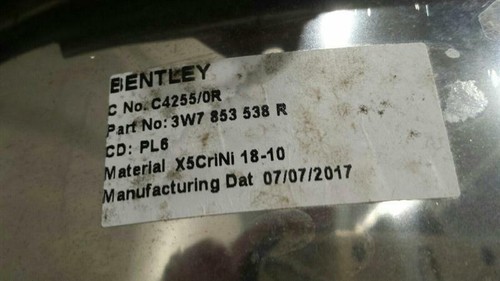 BENTLEY
C No. C4255/0R
Part No: 3W7 853 538 R
CD: PL6
Material X5CrlNi 18-10
Manufacturing Dat 07/07/2017